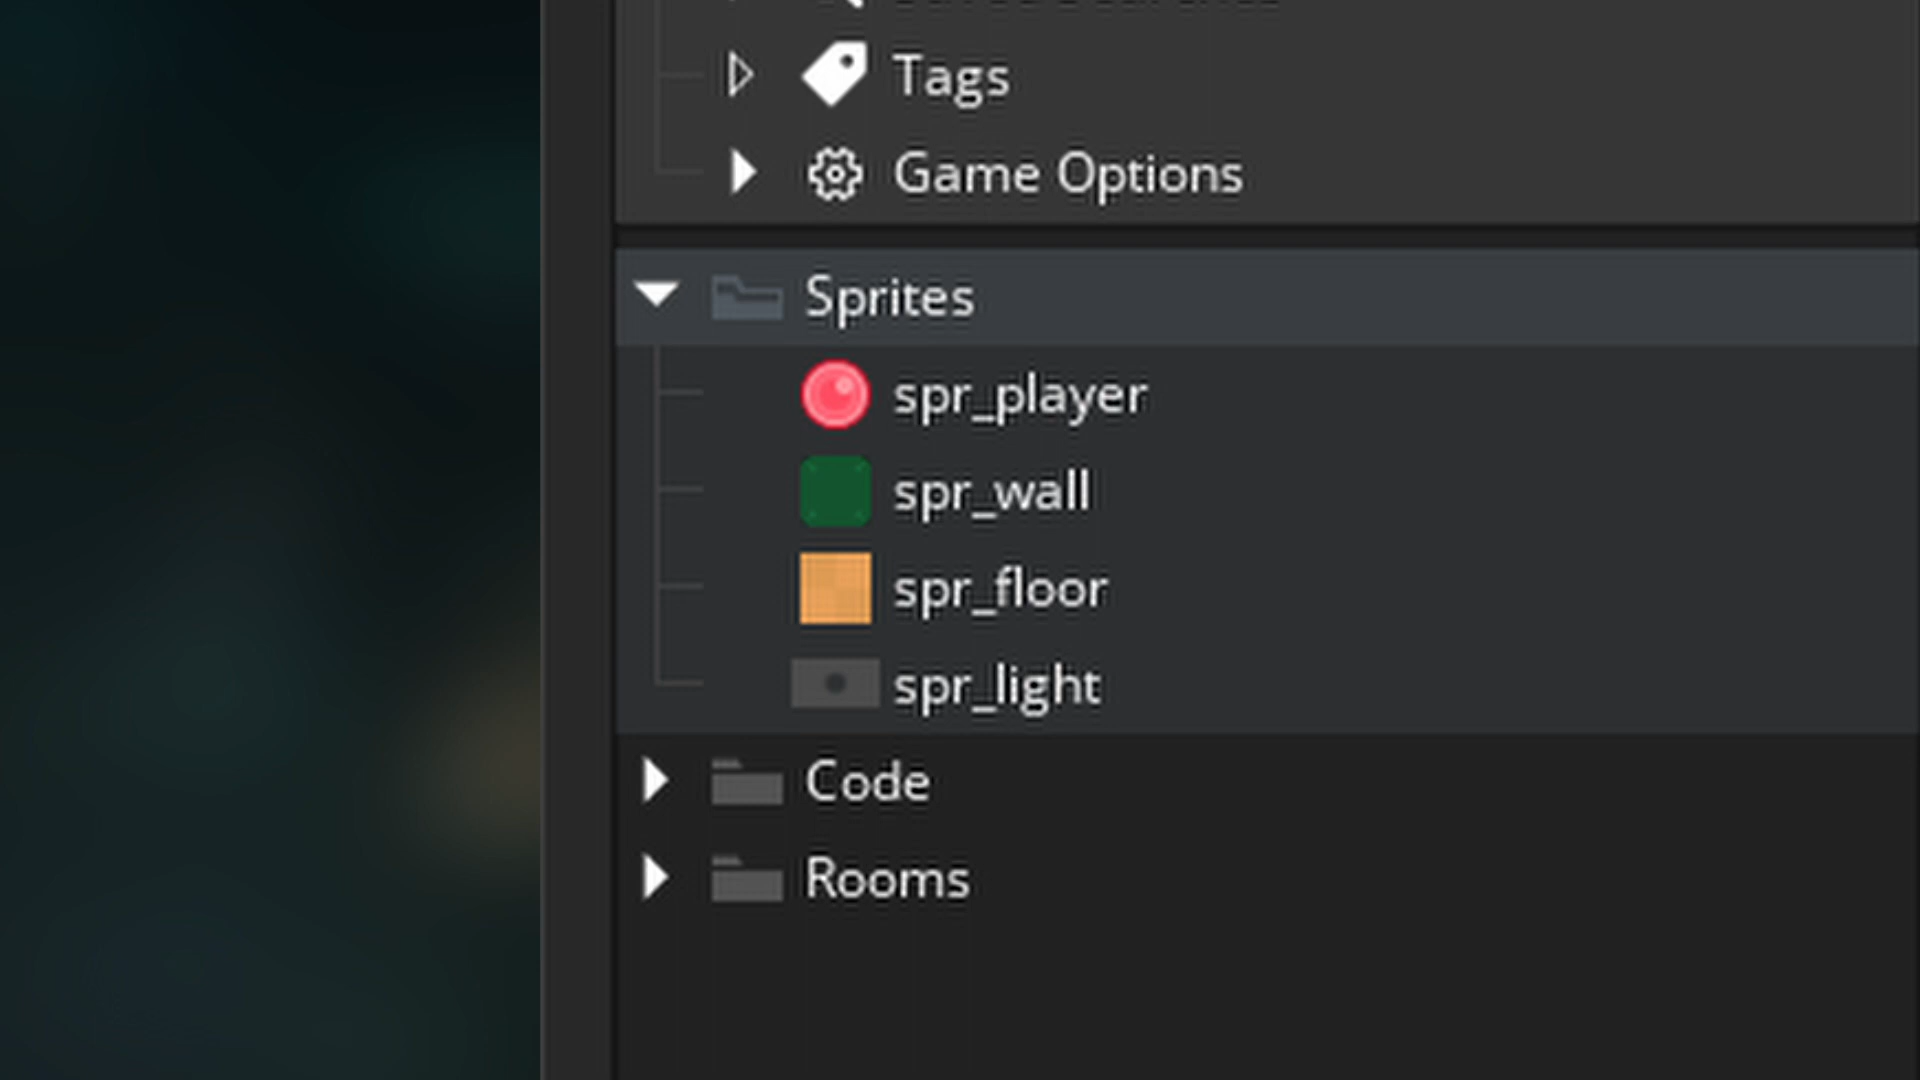 Tags
Game Options
Sprites
spr_player
spr_wall
spr_floor
spr_light
Code
Rooms